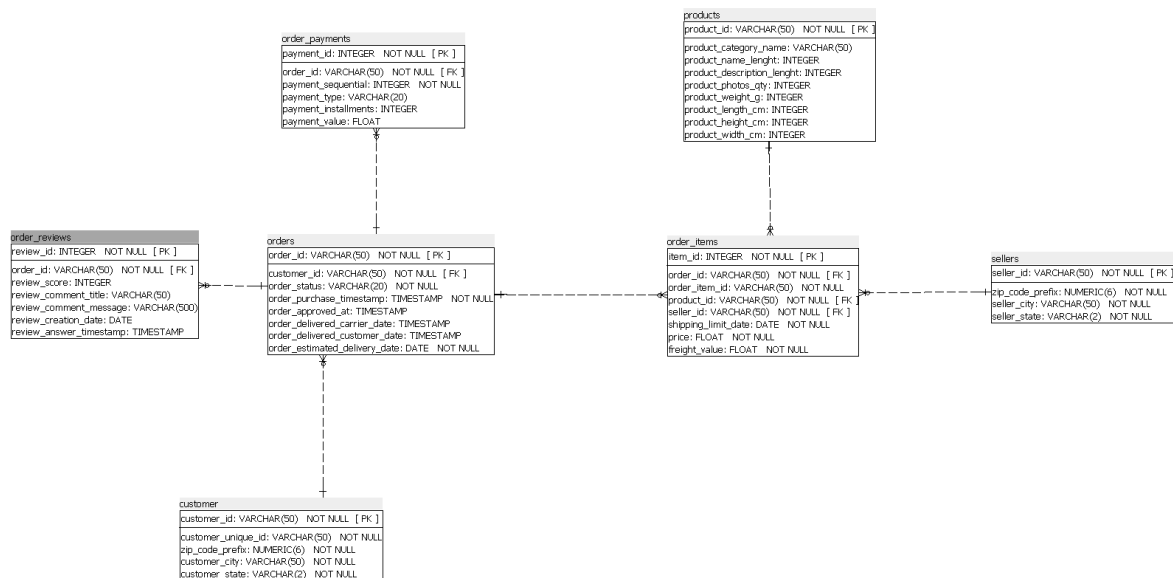 products
product_id: VARCHAR(50) NOT NULL [ PK ]
product_category_name: VARCHAR(50)
product_name_lenght: INTEGER
product_description_lenght: INTEGER
product_photos_qty: INTEGER
product_weight_g: INTEGER
product_length_cm: INTEGER
product_height_cm: INTEGER
product_width_cm: INTEGER
order_payments
payment_id: INTEGER NOT NULL [ PK ]
order_id: VARCHAR(50) NOT NULL [ FK ]
payment_sequential: INTEGER NOT NULL
payment_type: VARCHAR(20)
payment_installments: INTEGER
payment_value: FLOAT
order_reviews
review_id: INTEGER NOT NULL [ PK ]
order_id: VARCHAR(50) NOT NULL [ FK ]
review_score: INTEGER
review_comment_title: VARCHAR(50)
review_comment_message: VARCHAR(500)
review_creation_date: DATE
review_answer_timestamp: TIMESTAMP
orders
order_id: VARCHAR(50) NOT NULL [ PK ]
customer_id: VARCHAR(50) NOT NULL [ FK ]
order_status: VARCHAR(20) NOT NULL
order_purchase_timestamp: TIMESTAMP NOT NULL
order_approved_at: TIMESTAMP
order_delivered_carrier_date: TIMESTAMP
order_delivered_customer_date: TIMESTAMP
order_estimated_delivery_date: DATE NOT NULL
order_items
item_id: INTEGER NOT NULL [ PK ]
order_id: VARCHAR(50) NOT NULL [ FK ]
order_item_id: VARCHAR(50) NOT NULL
product_id: VARCHAR(50) NOT NULL [ FK ]
seller_id: VARCHAR(50) NOT NULL [ FK ]
shipping_limit_date: DATE NOT NULL
price: FLOAT NOT NULL
freight_value: FLOAT NOT NULL
sellers
seller_id: VARCHAR(50) NOT NULL [ PK ]
zip_code_prefix: NUMERIC(6) NOT NULL
seller_city: VARCHAR(50) NOT NULL
seller_state: VARCHAR(2) NOT NULL
customer
customer_id: VARCHAR(50) NOT NULL [ PK ]
customer_unique_id: VARCHAR(50) NOT NULL
zip_code_prefix: NUMERIC(6) NOT NULL
customer_city: VARCHAR(50) NOT NULL
customer_state: VARCHAR(2) NOT NULL